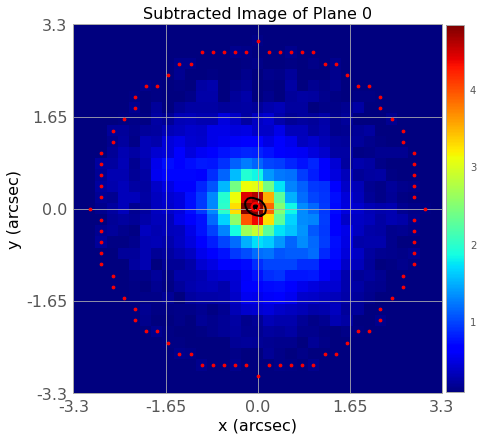 Subtracted Image of Plane 0
3.3
1.65
0.0
-1.65
-3.3
y (arcsec)
-3.3 -1.65 0.0 1.65 3.3
x (arcsec)
4
3
2
1